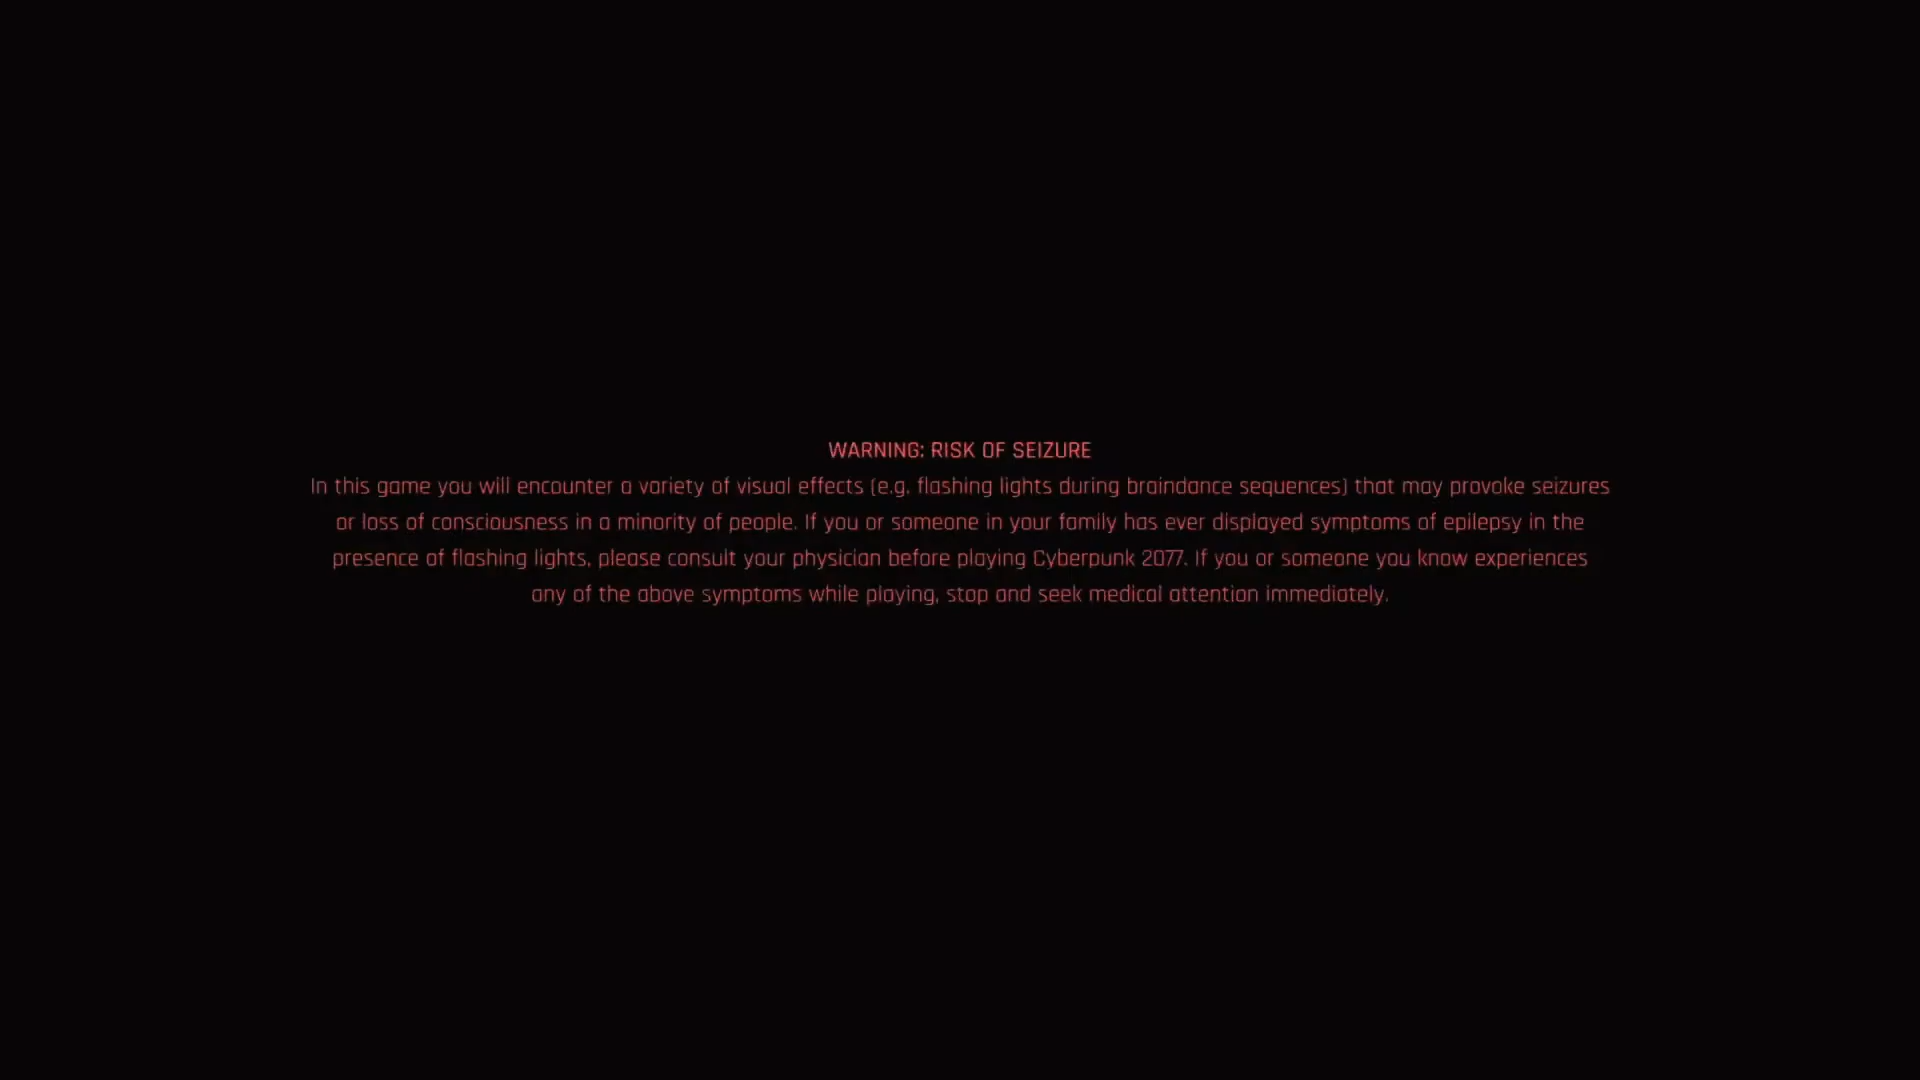 WARNING: RISK OF SEIZURE
In this game you will encounter a variety of visual effects (e.g. flashing lights during braindance sequences) that may provoke seizures
or loss of consciousness in a minority of people. If you or someone in your family has ever displayed symptoms of epilepsy in the
presence of flashing lights, please consult your physician before playing Cyberpunk 2077. If you or someone you know experiences
any of the above symptoms while playing, stop and seek medical attention immediately.